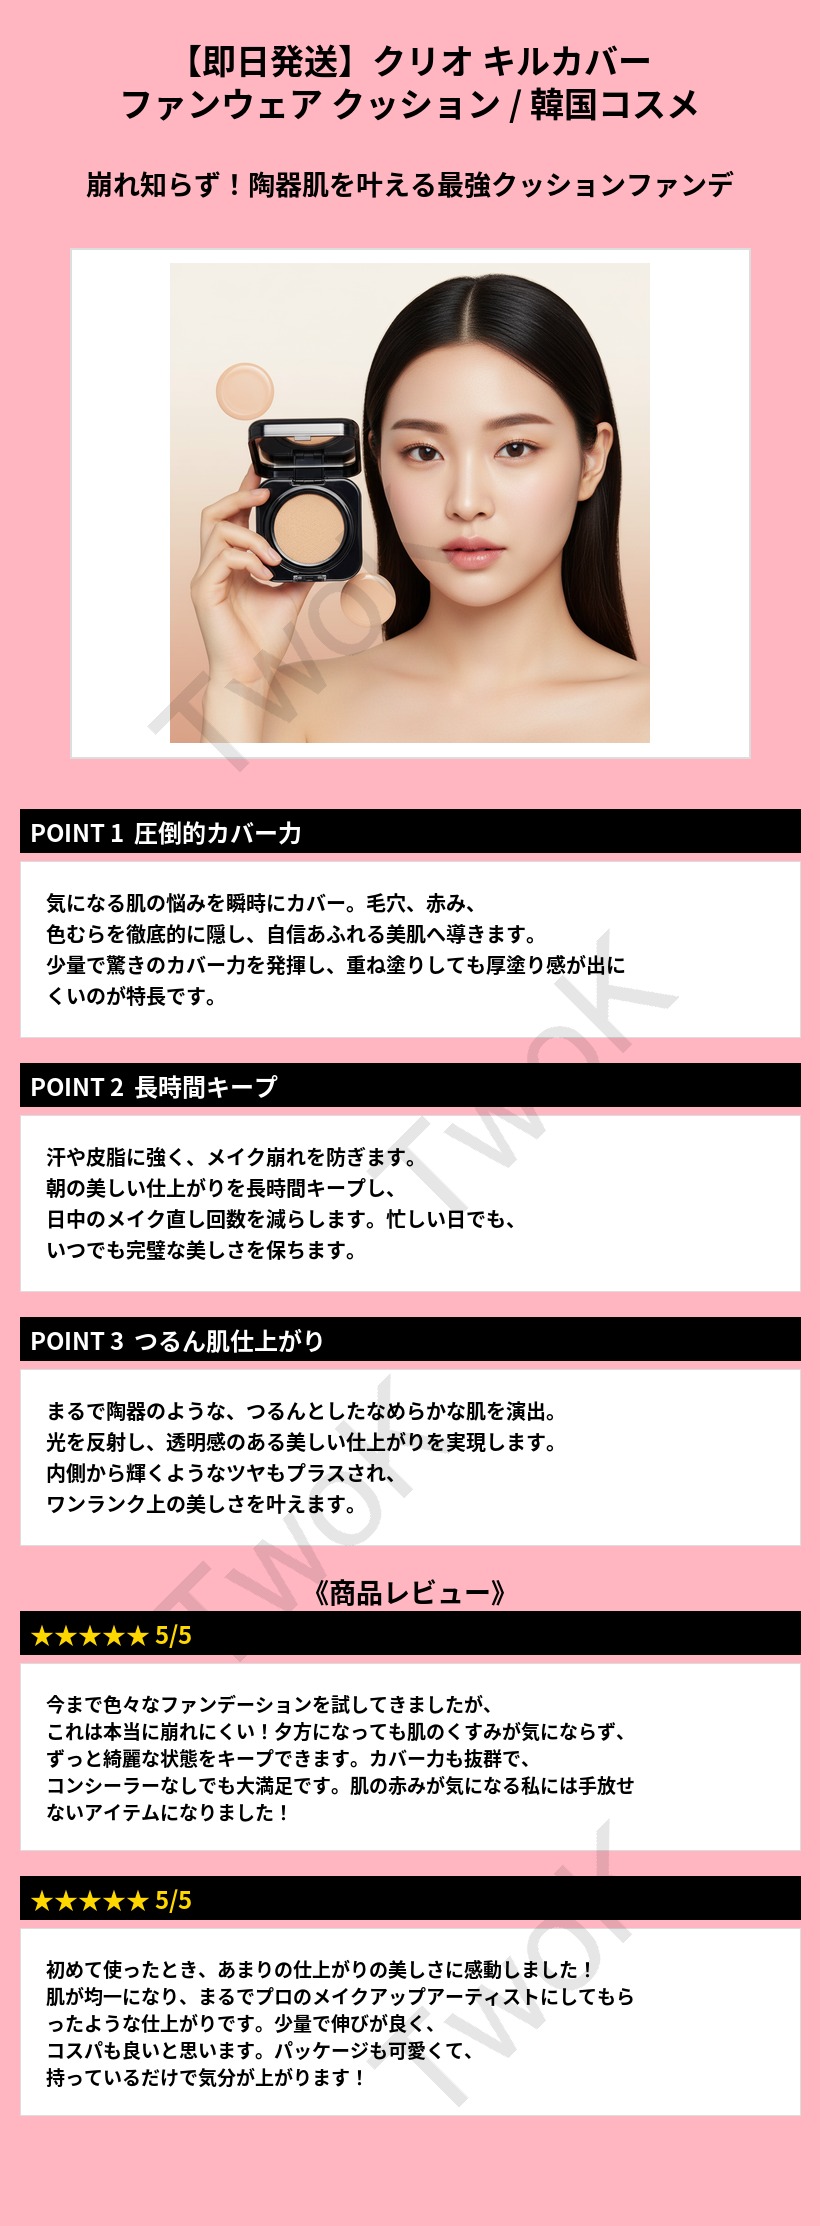 【即日発送】クリオ キルカバー
ファンウェア クッション / 韓国コスメ
崩れ知らず！陶器肌を叶える最強クッションファンデ
TwoK
POINT 1 圧倒的カバー力
気になる肌の悩みを瞬時にカバー。毛穴、赤み、
色むらを徹底的に隠し、自信あふれる美肌へ導きます。
少量で驚きのカバー力を発揮し、重ね塗りしても厚塗り感が出に
くいのが特長です。
TwoK
POINT 2 長時間キープ
汗や皮脂に強く、メイク崩れを防ぎます。
朝の美しい仕上がりを長時間キープし、
日中のメイク直し回数を減らします。忙しい日でも、
いつでも完璧な美しさを保ちます。
POINT 3 つるん肌仕上がり
まるで陶器のような、つるんとしたなめらかな肌を演出。
光を反射し、透明感のある美しい仕上がりを実現します。
内側から輝くようなツヤもプラスされ、
ワンランク上の美しさを叶えます。
TwoK
《商品レビュー》
★★★★★ 5/5
今まで色々なファンデーションを試してきましたが、
これは本当に崩れにくい！夕方になっても肌のくすみが気にならず、
ずっと綺麗な状態をキープできます。カバー力も抜群で、
コンシーラーなしでも大満足です。肌の赤みが気になる私には手放せ
ないアイテムになりました！
★★★★★ 5/5
初めて使ったとき、あまりの仕上がりの美しさに感動しました！
肌が均一になり、まるでプロのメイクアップアーティストにしてもら
ったような仕上がりです。少量で伸びが良く、
コスパも良いと思います。パッケージも可愛くて、
持っているだけで気分が上がります！
TwoK